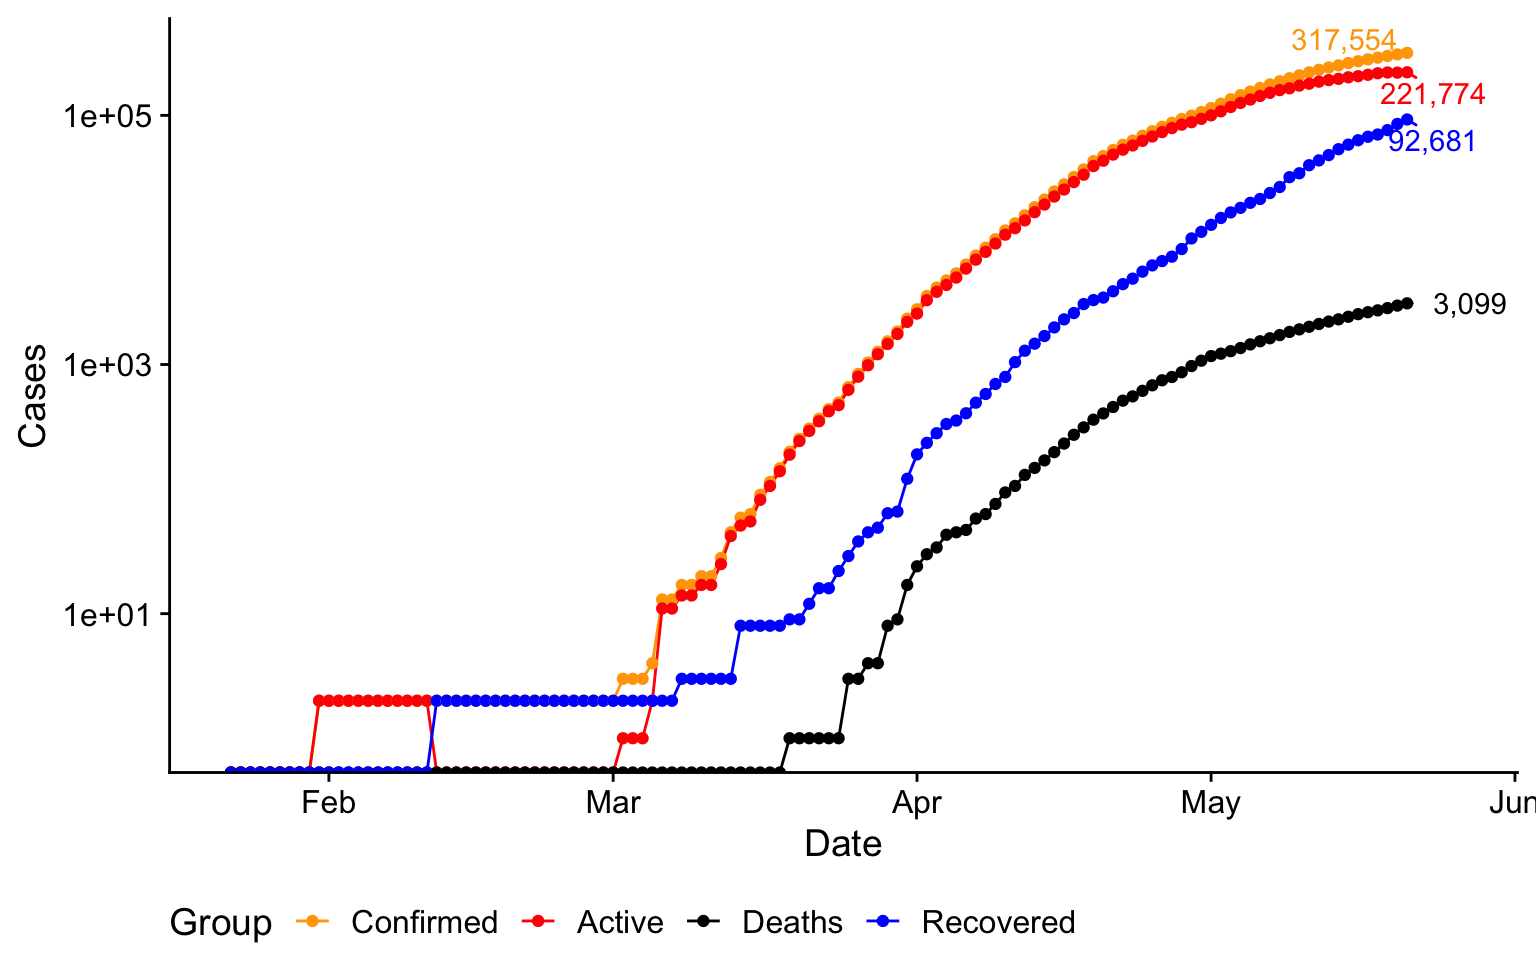 317,554
221,774
92,681
3,099
1e+05
1e+03
1e+01
Cases
Feb Mar Apr May Jun
Date
Group Confirmed Active Deaths Recovered